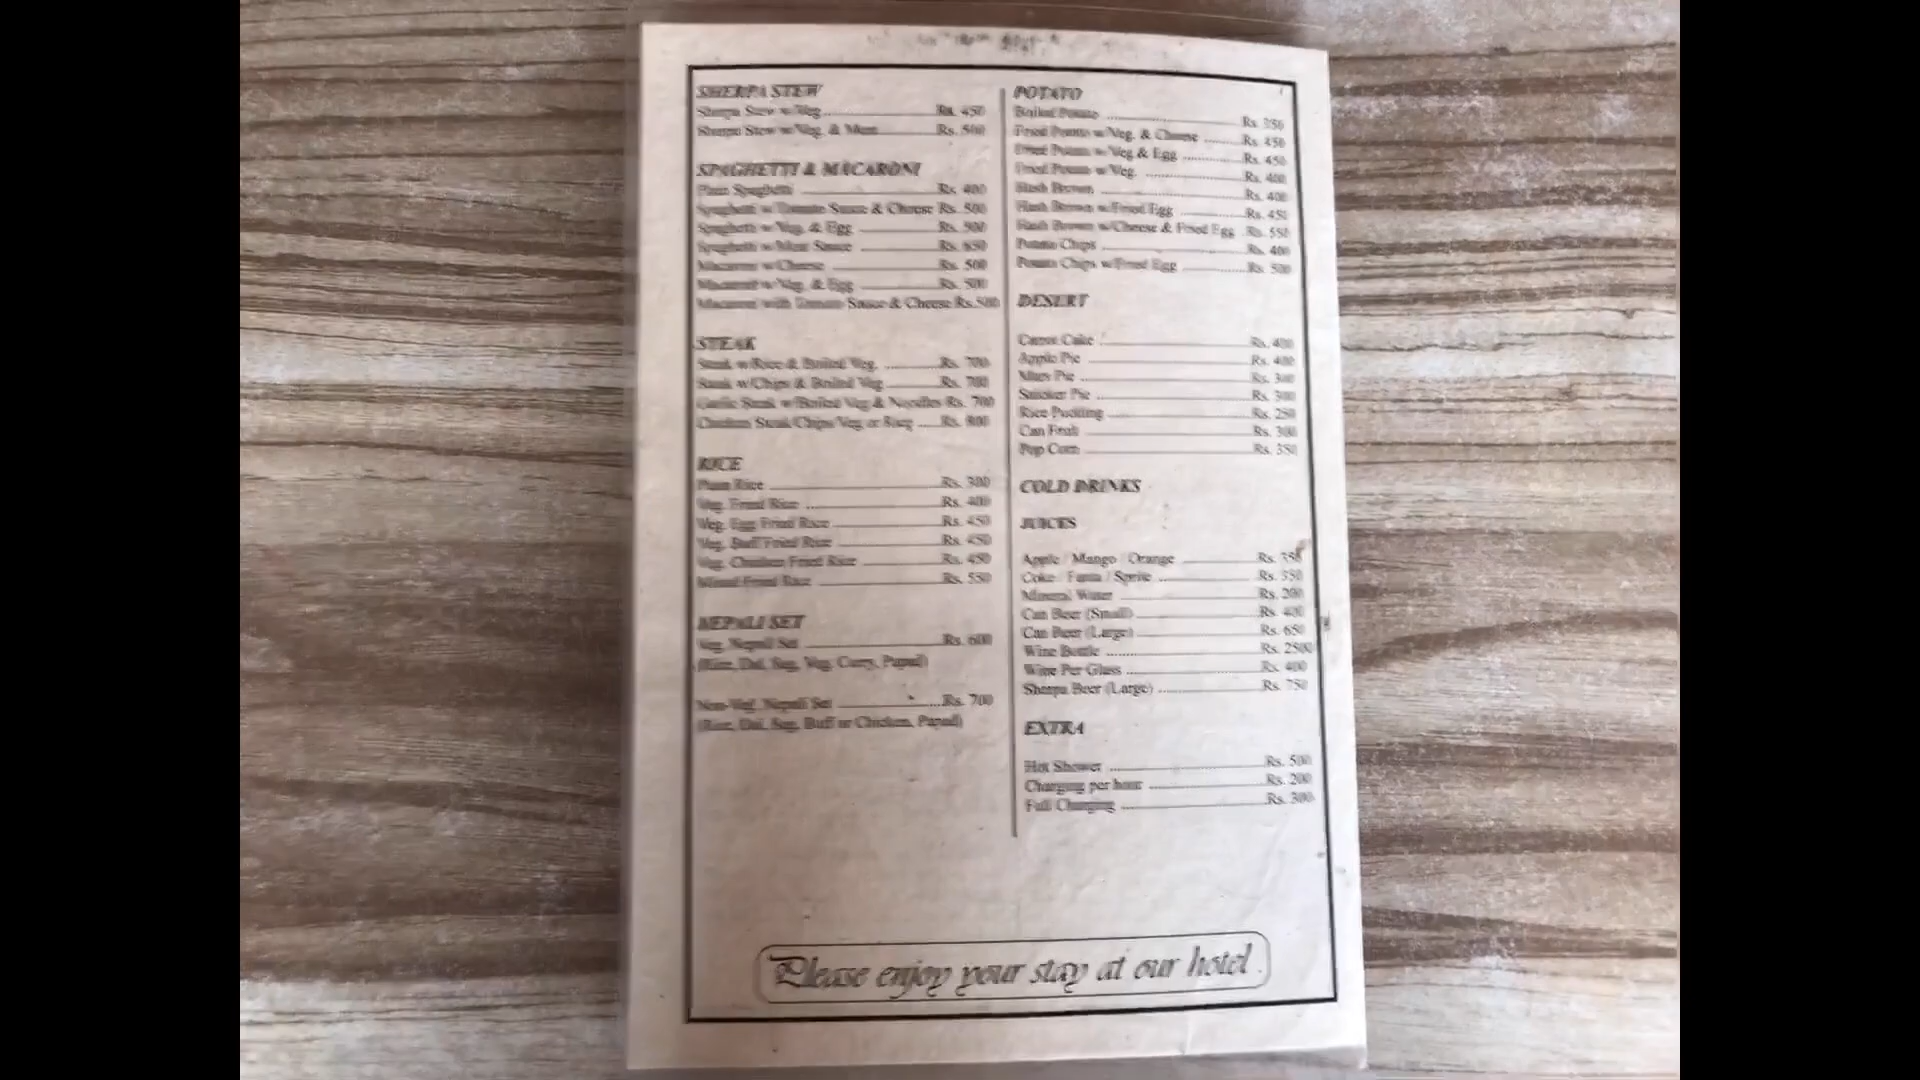 SHERPA STEW
Sherpa Stew w/Veg Rs. 450
Sherpa Stew w/Veg. & Meat Rs. 500
SPAGHETTI & MACARONI
Plain Spaghetti Rs. 400
Spaghetti w/Tomato Sauce & Cheese Rs. 500
Spaghetti w/Veg. & Egg Rs. 500
Spaghetti w/Meat Sauce Rs. 650
Macaroni w/Cheese Rs. 500
Macaroni w/Veg. & Egg Rs. 500
Macaroni with Tomato Sauce & Cheese Rs.500
STEAK
Steak w/Rice & Boiled Veg. Rs. 700
Steak w/Chips & Boiled Veg Rs. 700
Garlic Steak w/Boiled Veg & Noodles Rs. 700
Chicken Steak/Chips/Veg or Rice Rs. 800
RICE
Plain Rice Rs. 300
Veg. Fried Rice Rs. 400
Veg. Egg Fried Rice Rs. 450
Veg. Buff Fried Rice Rs. 450
Veg. Chicken Fried Rice Rs. 450
Mixed Fried Rice Rs. 550
NEPALI SET
Veg. Nepali Set Rs. 600
(Rice, Dal, Sag, Veg. Curry, Papad)
Non-Veg. Nepali Set Rs. 700
(Rice, Dal, Sag, Buff or Chicken, Papad)
POTATO
Boiled Potato Rs. 350
Fried Potato w/Veg. & Cheese Rs. 450
Fried Potato w/Veg & Egg Rs. 450
Fried Potato w/Veg. Rs. 400
Hash Brown Rs. 400
Hash Brown w/Fried Egg Rs. 450
Hash Brown w/Cheese & Fried Egg Rs. 550
Potato Chips Rs. 400
Potato Chips w/Fried Egg Rs. 500
DESERT
Carrot Cake Rs. 400
Apple Pie Rs. 400
Mars Pie Rs. 300
Snicker Pie Rs. 300
Rice Pudding Rs. 250
Can Fruit Rs. 300
Pop Corn Rs. 350
COLD DRINKS
JUICES
Apple / Mango / Orange Rs. 350
Coke / Fanta / Sprite Rs. 350
Mineral Water Rs. 200
Can Beer (Small) Rs. 400
Can Beer (Large) Rs. 650
Wine Bottle Rs. 2500
Wine Per Glass Rs. 400
Sherpa Beer (Large) Rs. 750
EXTRA
Hot Shower Rs. 500
Charging per hour Rs. 200
Full Charging Rs. 300
Please enjoy your stay at our hotel.